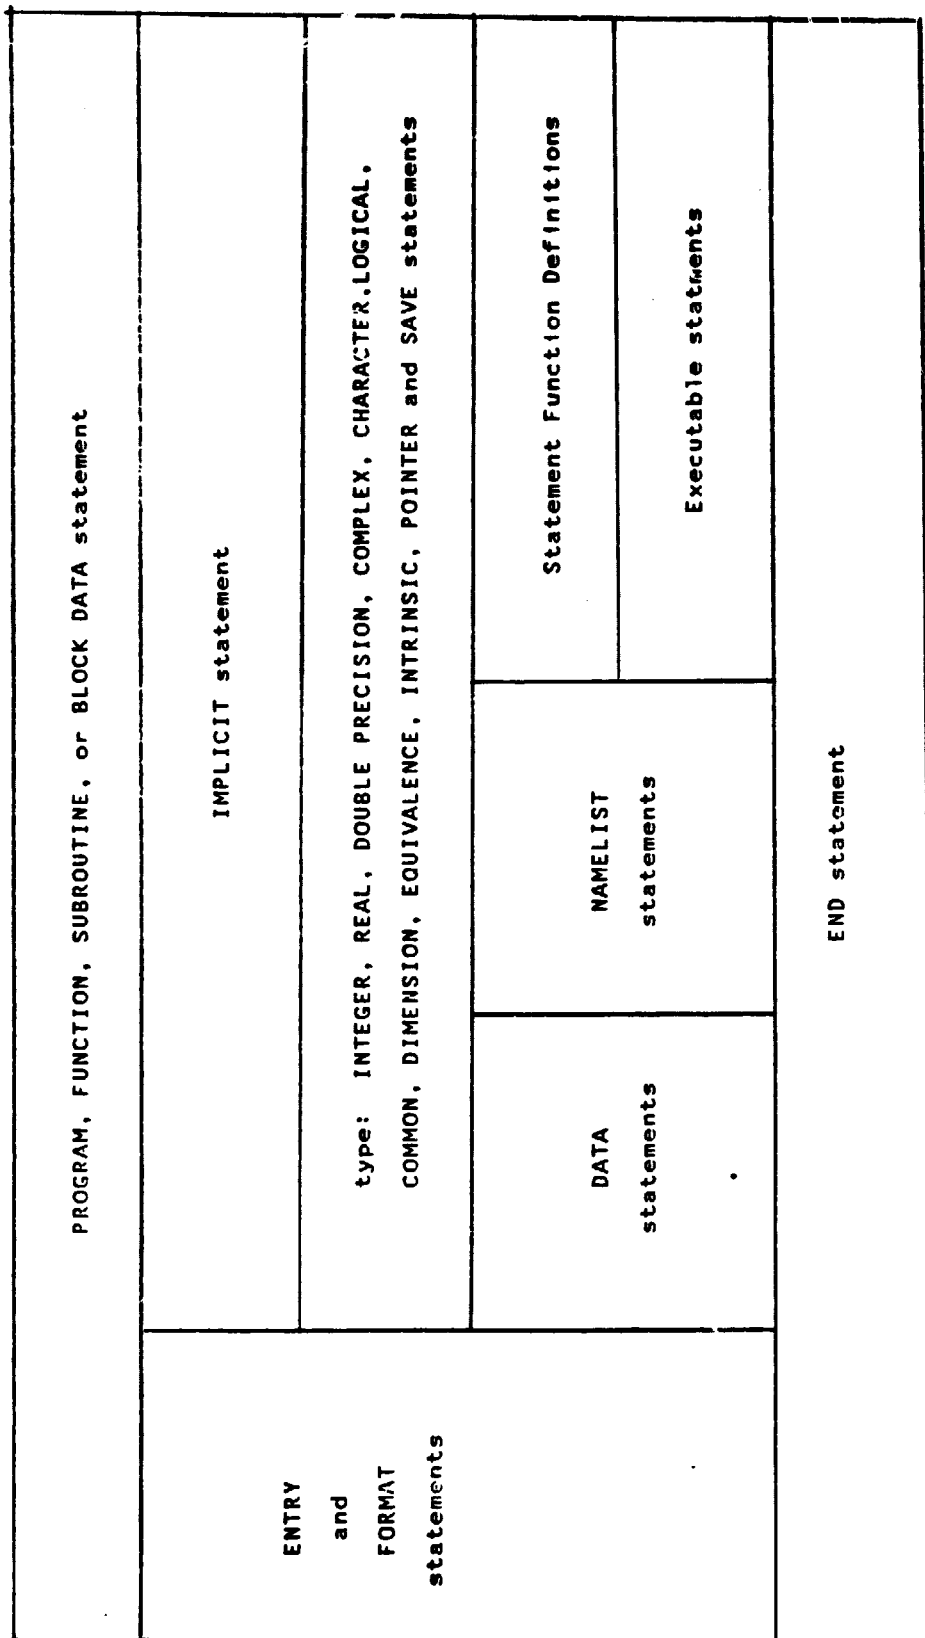 PROGRAM, FUNCTION, SUBROUTINE, or BLOCK DATA statement
ENTRY
and
FORMAT
statements
IMPLICIT statement
type: INTEGER, REAL, DOUBLE PRECISION, COMPLEX, CHARACTER,LOGICAL,
COMMON, DIMENSION, EQUIVALENCE, INTRINSIC, POINTER and SAVE statements
DATA
statements
NAMELIST
statements
Statement Function Definitions
Executable statments
END statement